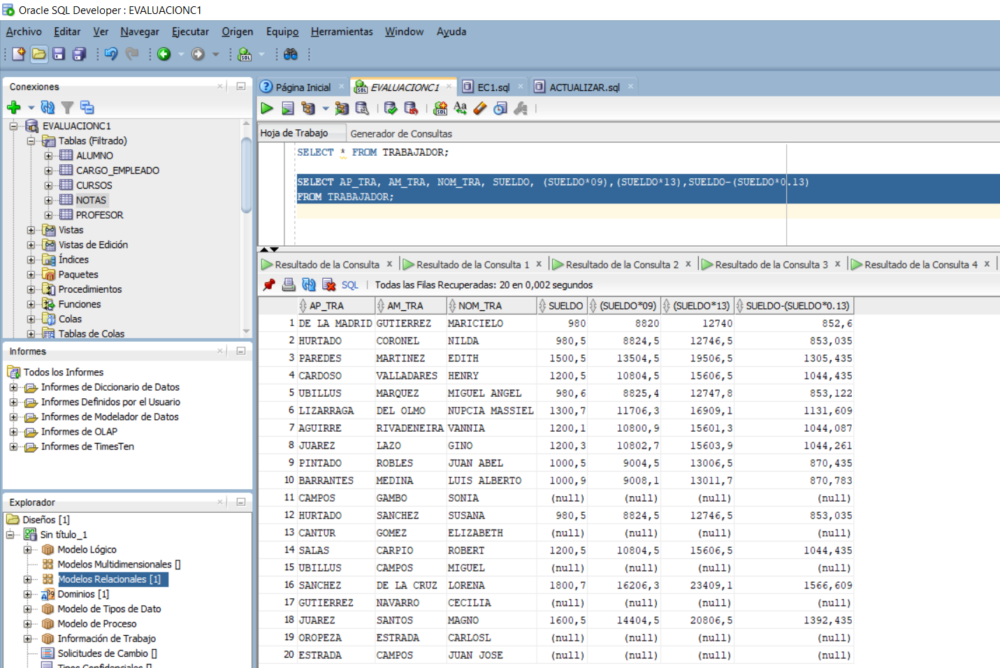 Oracle SQL Developer : EVALUACIONC1
Archivo Editar Ver Navegar Ejecutar Origen Equipo Herramientas Window Ayuda
Conexiones
EVALUACIONC1
Tablas (Filtrado)
ALUMNO
CARGO_EMPLEADO
CURSOS
NOTAS
PROFESOR
Vistas
Vistas de Edición
Índices
Paquetes
Procedimientos
Funciones
Colas
Tablas de Colas
Informes
Todos los Informes
Informes de Diccionario de Datos
Informes Definidos por el Usuario
Informes de Modelador de Datos
Informes de OLAP
Informes de TimesTen
Explorador
Diseños [1]
Sin título_1
Modelo Lógico
Modelos Multidimensionales []
Modelos Relacionales [1]
Dominios [1]
Modelo de Tipos de Dato
Modelo de Proceso
Información de Trabajo
Solicitudes de Cambio []
Tipos Confidenciales []
Página Inicial EVALUACIONC1 EC1.sql ACTUALIZAR.sql
Hoja de Trabajo Generador de Consultas
SELECT * FROM TRABAJADOR;
SELECT AP_TRA, AM_TRA, NOM_TRA, SUELDO, (SUELDO*09),(SUELDO*13),SUELDO-(SUELDO*0.13)
FROM TRABAJADOR;
Resultado de la Consulta x Resultado de la Consulta 1 x Resultado de la Consulta 2 x Resultado de la Consulta 3 x Resultado de la Consulta 4 x
SQL | Todas las Filas Recuperadas: 20 en 0,002 segundos
AP_TRA AM_TRA NOM_TRA SUELDO (SUELDO*09) (SUELDO*13) SUELDO-(SUELDO*0.13)
1 DE LA MADRID GUTIERREZ MARICIELO 980 8820 12740 852,6
2 HURTADO CORONEL NILDA 980,5 8824,5 12746,5 853,035
3 PAREDES MARTINEZ EDITH 1500,5 13504,5 19506,5 1305,435
4 CARDOSO VALLADARES HENRY 1200,5 10804,5 15606,5 1044,435
5 UBILLUS MARQUEZ MIGUEL ANGEL 980,6 8825,4 12747,8 853,122
6 LIZARRAGA DEL OLMO NUPCIA MASSIEL 1300,7 11706,3 16909,1 1131,609
7 AGUIRRE RIVADENEIRA VANNIA 1200,1 10800,9 15601,3 1044,087
8 JUAREZ LAZO GINO 1200,3 10802,7 15603,9 1044,261
9 PINTADO ROBLES JUAN ABEL 1000,5 9004,5 13006,5 870,435
10 BARRANTES MEDINA LUIS ALBERTO 1000,9 9008,1 13011,7 870,783
11 CAMPOS GAMBO SONIA (null) (null) (null) (null)
12 HURTADO SANCHEZ SUSANA 980,5 8824,5 12746,5 853,035
13 CANTUR GOMEZ ELIZABETH (null) (null) (null) (null)
14 SALAS CARPIO ROBERT 1200,5 10804,5 15606,5 1044,435
15 UBILLUS CAMPOS MIGUEL (null) (null) (null) (null)
16 SANCHEZ DE LA CRUZ LORENA 1800,7 16206,3 23409,1 1566,609
17 GUTIERREZ NAVARRO CECILIA (null) (null) (null) (null)
18 JUAREZ SANTOS MAGNO 1600,5 14404,5 20806,5 1392,435
19 OROPEZA ESTRADA CARLOSL (null) (null) (null) (null)
20 ESTRADA CAMPOS JUAN JOSE (null) (null) (null) (null)